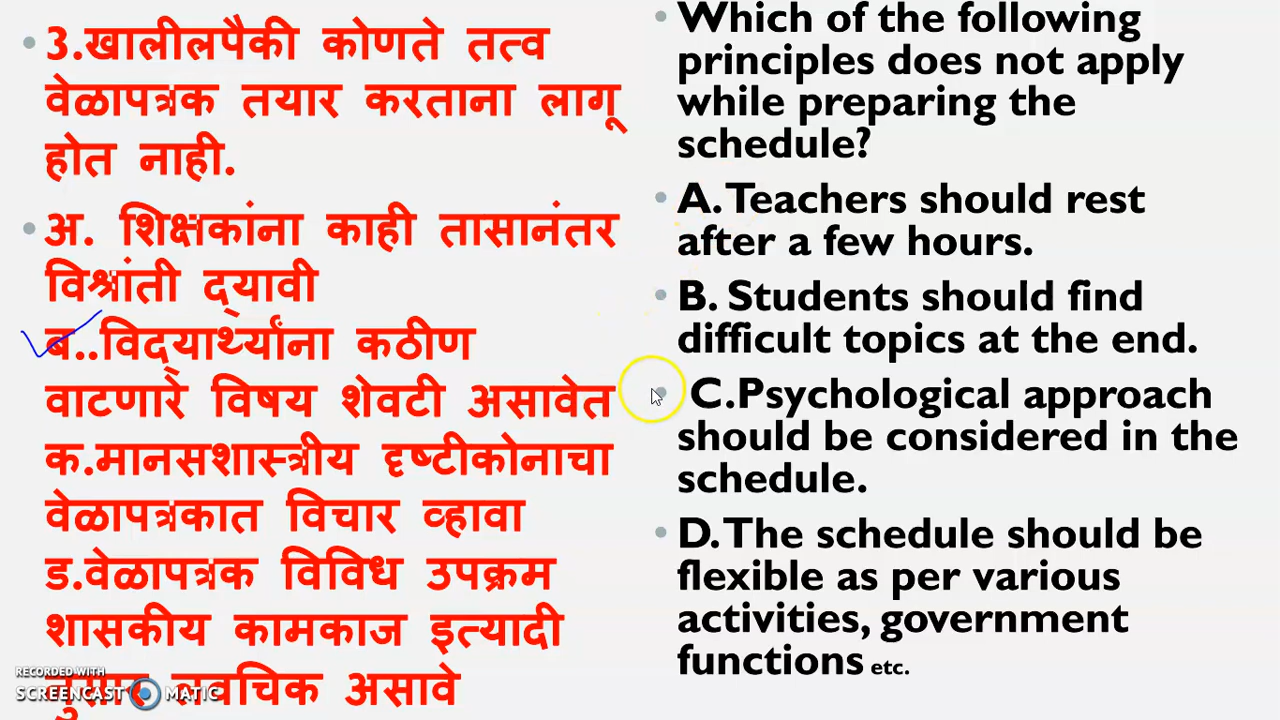 3.खालीलपैकी कोणते तत्व
वेळापत्रक तयार करताना लागू
होत नाही.
अ. शिक्षकांना काही तासानंतर
विश्रांती द्यावी
ब..विद्यार्थ्यांना कठीण
वाटणारे विषय शेवटी असावेत
क.मानसशास्त्रीय दृष्टीकोनाचा
वेळापत्रकात विचार व्हावा
ड.वेळापत्रक विविध उपक्रम
शासकीय कामकाज इत्यादी
नुसार लवचिक असावे
Which of the following
principles does not apply
while preparing the
schedule?
A. Teachers should rest
after a few hours.
B. Students should find
difficult topics at the end.
C.Psychological approach
should be considered in the
schedule.
D. The schedule should be
flexible as per various
activities, government
functions etc.
RECORDED WITH
SCREENCAST MATIC